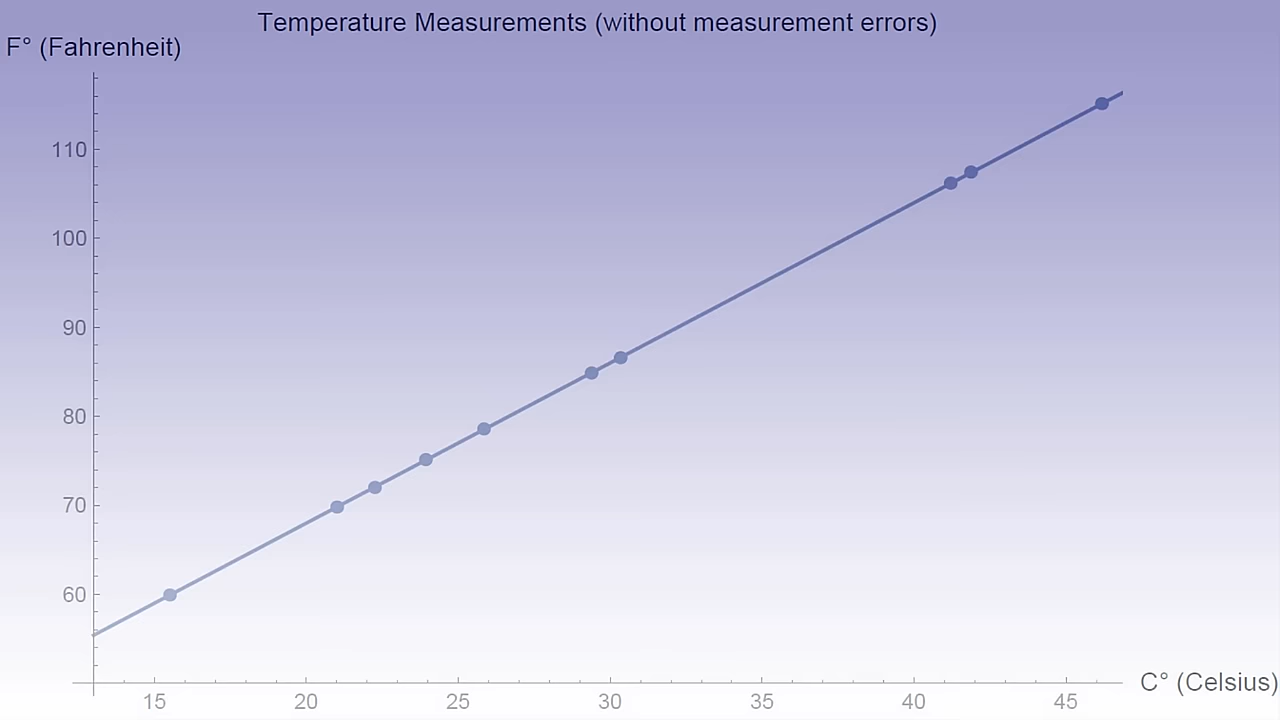 Temperature Measurements (without measurement errors)
F° (Fahrenheit)
110
100
90
80
70
60
15 20 25 30 35 40 45
C° (Celsius)